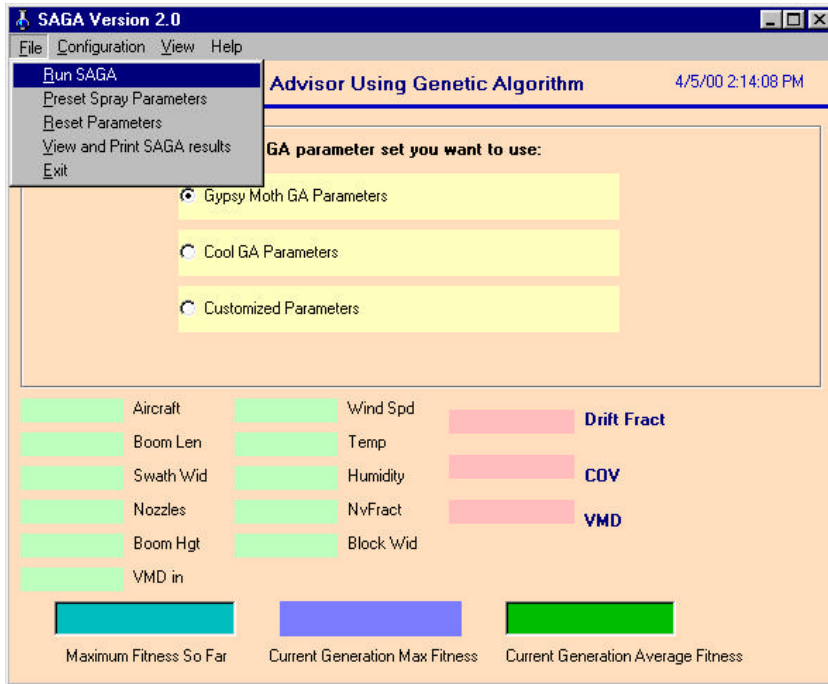 SAGA Version 2.0
File Configuration View Help
Run SAGA
Preset Spray Parameters
Reset Parameters
View and Print SAGA results
Exit
Advisor Using Genetic Algorithm
4/5/00 2:14:08 PM
GA parameter set you want to use:
Gypsy Moth GA Parameters
Cool GA Parameters
Customized Parameters
Aircraft
Boom Len
Swath Wid
Nozzles
Boom Hgt
VMD in
Wind Spd
Temp
Humidity
NvFract
Block Wid
Drift Fract
COV
VMD
Maximum Fitness So Far
Current Generation Max Fitness
Current Generation Average Fitness